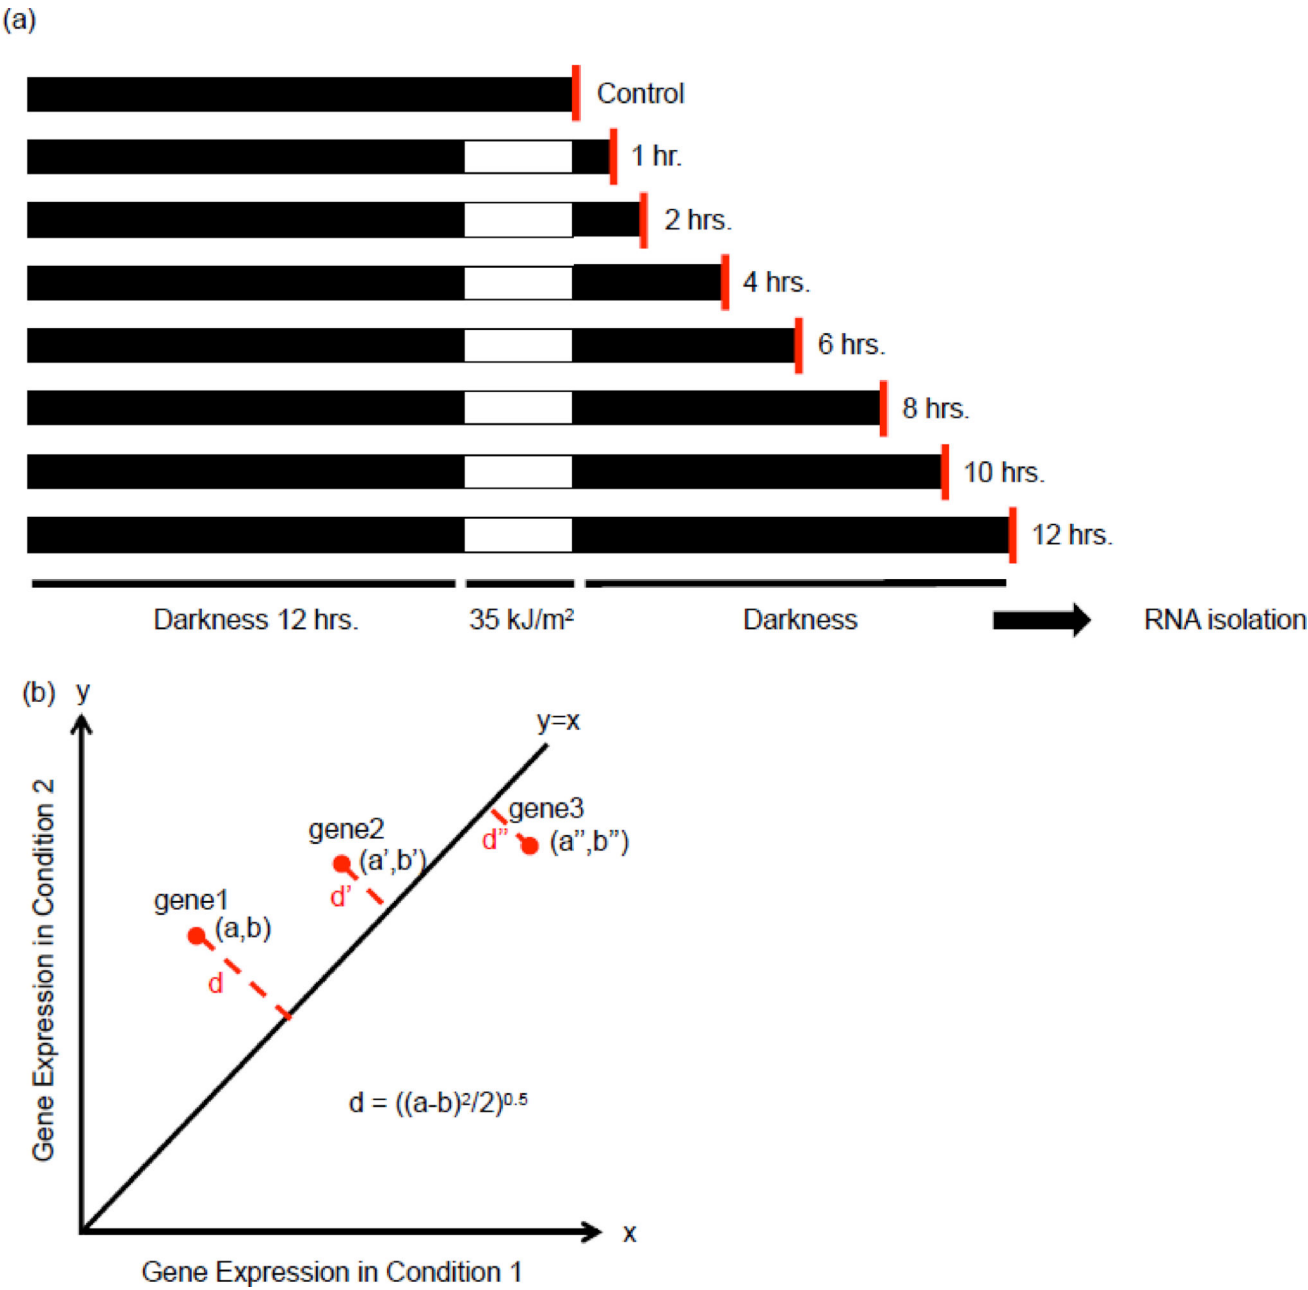 (a)
Control
1 hr.
2 hrs.
4 hrs.
6 hrs.
8 hrs.
10 hrs.
12 hrs.
Darkness 12 hrs. 35 kJ/m² Darkness RNA isolation
(b) y
y=x
gene3
d” (a”,b”)
gene2
(a’,b’)
d’
gene1
(a,b)
d
d = ((a-b)²/2)⁰·⁵
Gene Expression in Condition 2
x
Gene Expression in Condition 1